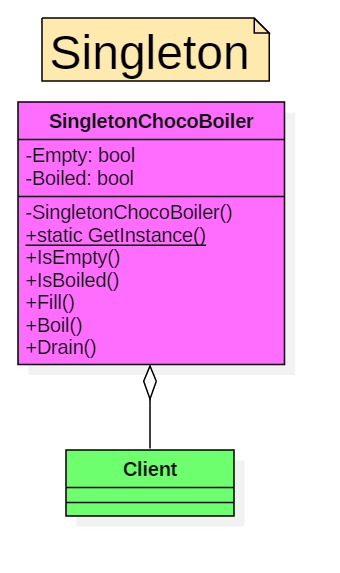 Singleton
SingletonChocoBoiler
-Empty: bool
-Boiled: bool
-SingletonChocoBoiler()
+static GetInstance()
+IsEmpty()
+IsBoiled()
+Fill()
+Boil()
+Drain()
Client